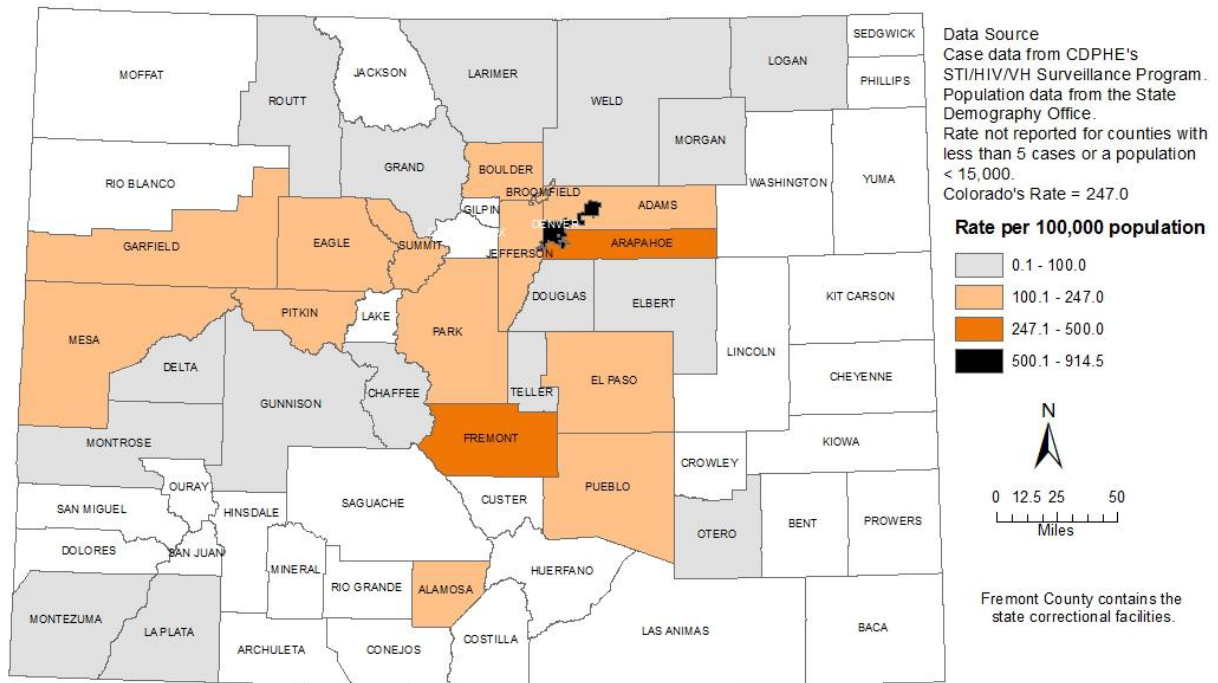 SEDGWICK
MOFFAT
JACKSON
LARIMER
LOGAN
PHILLIPS
ROUTT
WELD
MORGAN
GRAND
BOULDER
WASHINGTON
YUMA
RIO BLANCO
BROOMFIELD
GILPIN
ADAMS
DENVER
GARFIELD
EAGLE
SUMMIT
JEFFERSON
ARAPAHOE
DOUGLAS
ELBERT
KIT CARSON
PITKIN
LAKE
PARK
MESA
LINCOLN
DELTA
CHEYENNE
TELLER
EL PASO
CHAFFEE
GUNNISON
MONTROSE
FREMONT
KIOWA
CROWLEY
OURAY
PUEBLO
SAGUACHE
CUSTER
SAN MIGUEL
HINSDALE
BENT
PROWERS
OTERO
DOLORES
SAN JUAN
MINERAL
HUERFANO
RIO GRANDE
ALAMOSA
MONTEZUMA
LA PLATA
COSTILLA
LAS ANIMAS
BACA
ARCHULETA
CONEJOS
Data Source
Case data from CDPHE's
STI/HIV/VH Surveillance Program.
Population data from the State
Demography Office.
Rate not reported for counties with
less than 5 cases or a population
< 15,000.
Colorado's Rate = 247.0
Rate per 100,000 population
0.1 - 100.0
100.1 - 247.0
247.1 - 500.0
500.1 - 914.5
N
0 12.5 25 50
Miles
Fremont County contains the
state correctional facilities.